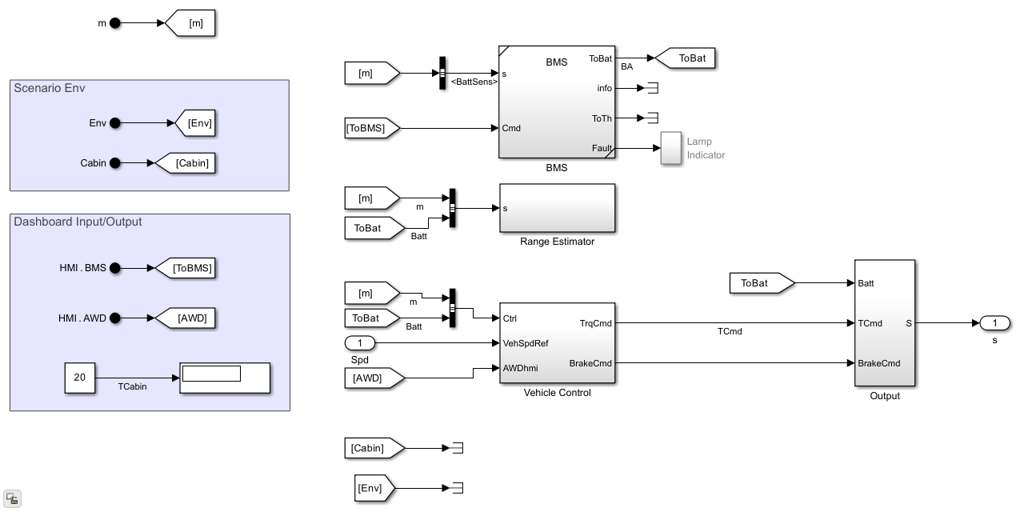 m
[m]
Scenario Env
Env
[Env]
Cabin
[Cabin]
Dashboard Input/Output
HMI . BMS
[ToBMS]
HMI . AWD
[AWD]
20
TCabin
[m]
<BattSens>
[ToBMS]
s
BMS
ToBat
info
ToTh
Cmd
Fault
BMS
BA
ToBat
Lamp
Indicator
[m]
m
ToBat
Batt
s
Range Estimator
[m]
m
ToBat
Batt
1
Spd
[AWD]
Ctrl
TrqCmd
VehSpdRef
AWDhmi
BrakeCmd
Vehicle Control
TCmd
ToBat
Batt
TCmd
S
BrakeCmd
Output
1
s
[Cabin]
[Env]